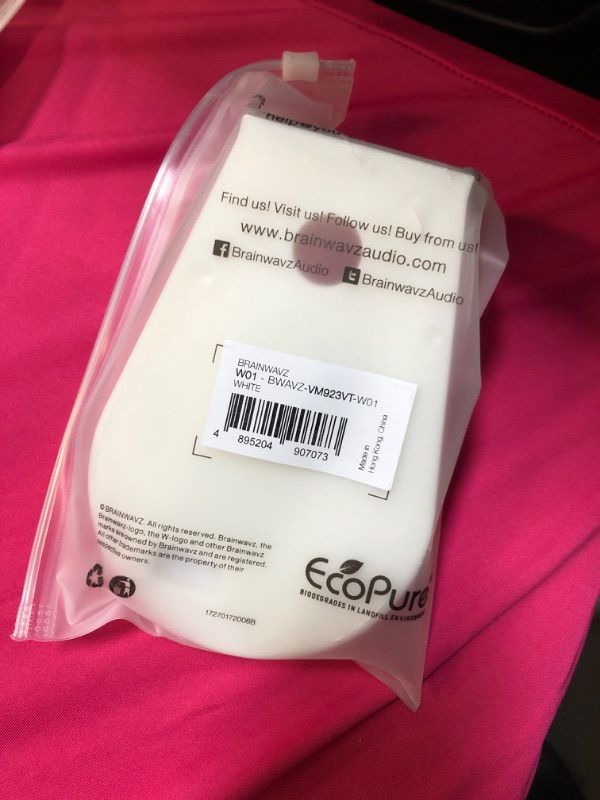 help@
Find us! Visit us! Follow us! Buy from us!
www.brainwavzaudio.com
f BrainwavzAudio t BrainwavzAudio
BRAINWAVZ
W01 - BWAVZ-VM923VT-W01
WHITE
4 895204 907073
Made in
Hong Kong, China
© BRAINWAVZ. All rights reserved. Brainwavz, the
Brainwavz-logo, the W-logo and other Brainwavz
marks are owned by Brainwavz and are registered.
All other trademarks are the property of their
respective owners.
EcoPure
BIODEGRADES IN LANDFILL
17270172006B